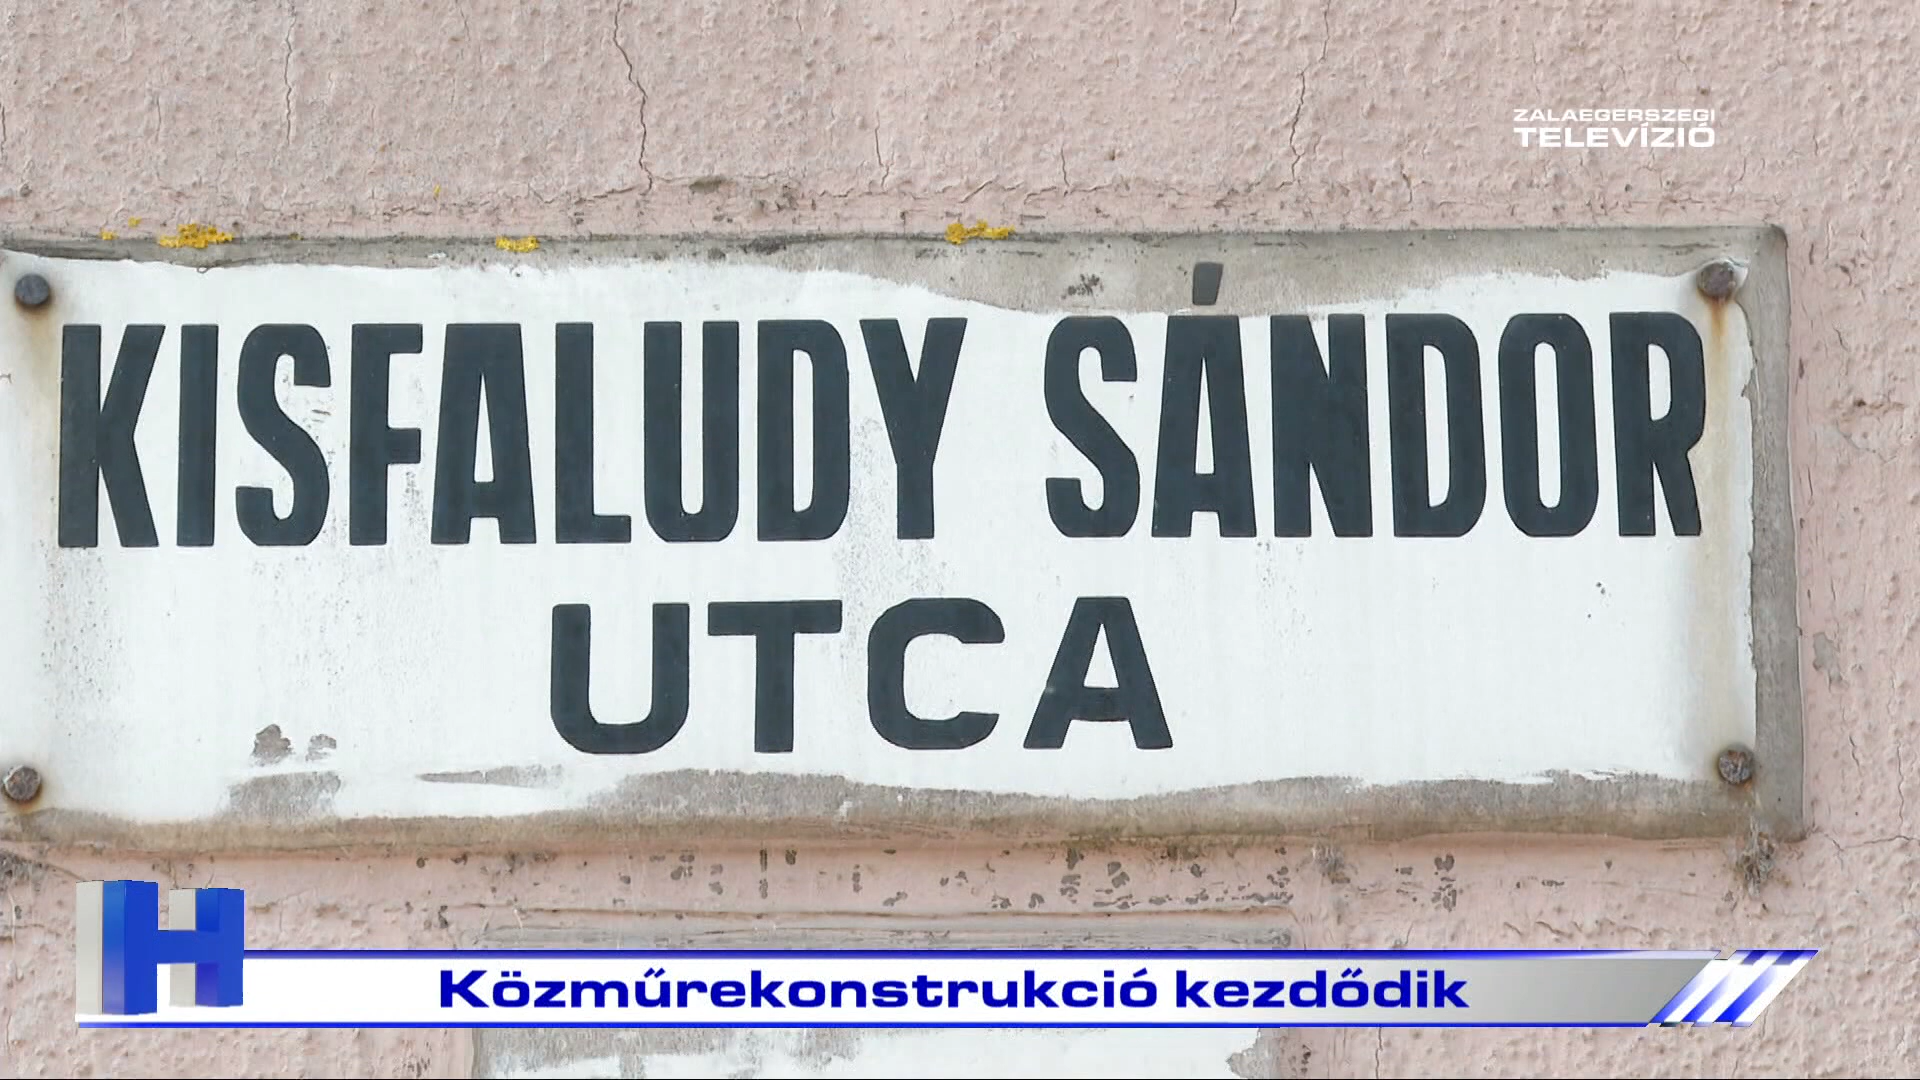 ZALAEGERSZEGI
TELEVÍZIÓ
KISFALUDY SÁNDOR
UTCA
H
Közműrekonstrukció kezdődik